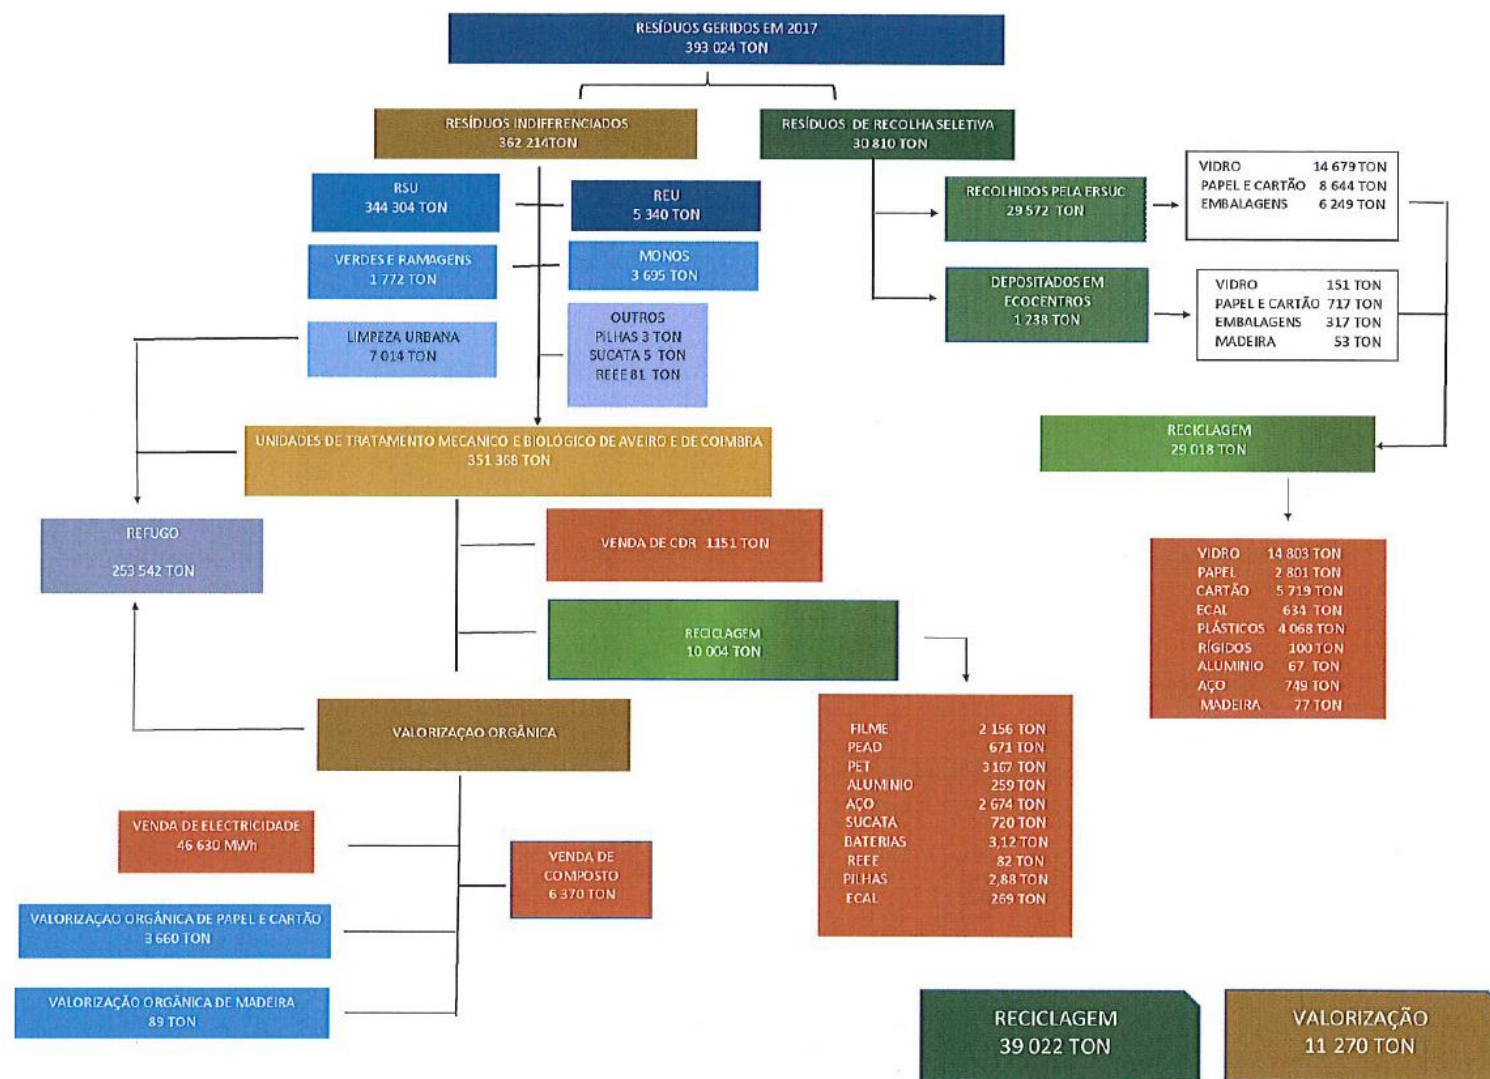 RESÍDUOS GERIDOS EM 2017
393 024 TON
RESÍDUOS INDIFERENCIADOS
362 214TON
RESÍDUOS DE RECOLHA SELETIVA
30 810 TON
RSU
344 304 TON
REU
5 340 TON
VERDES E RAMAGENS
1 772 TON
MONOS
3 695 TON
LIMPEZA URBANA
7 014 TON
OUTROS
PILHAS 3 TON
SUCATA 5 TON
REEE 81 TON
RECOLHIDOS PELA ERSUC
29 572 TON
VIDRO 14 679 TON
PAPEL E CARTÃO 8 644 TON
EMBALAGENS 6 249 TON
DEPOSITADOS EM
ECOCENTROS
1 238 TON
VIDRO 151 TON
PAPEL E CARTÃO 717 TON
EMBALAGENS 317 TON
MADEIRA 53 TON
UNIDADES DE TRATAMENTO MECANICO E BIOLÓGICO DE AVEIRO E DE COIMBRA
351 368 TON
RECICLAGEM
29 018 TON
REFUGO
253 542 TON
VENDA DE CDR 1151 TON
RECICLAGEM
10 004 TON
VIDRO 14 803 TON
PAPEL 2 801 TON
CARTÃO 5 719 TON
ECAL 634 TON
PLÁSTICOS 4 068 TON
RÍGIDOS 100 TON
ALUMINIO 67 TON
AÇO 749 TON
MADEIRA 77 TON
VALORIZAÇAO ORGÂNICA
FILME 2 156 TON
PEAD 671 TON
PET 3 167 TON
ALUMINIO 259 TON
AÇO 2 674 TON
SUCATA 720 TON
BATERIAS 3,12 TON
REEE 82 TON
PILHAS 2,88 TON
ECAL 269 TON
VENDA DE ELECTRICIDADE
46 630 MWh
VENDA DE
COMPOSTO
6 370 TON
VALORIZAÇAO ORGÂNICA DE PAPEL E CARTÃO
3 660 TON
VALORIZAÇÃO ORGÂNICA DE MADEIRA
89 TON
RECICLAGEM
39 022 TON
VALORIZAÇÃO
11 270 TON